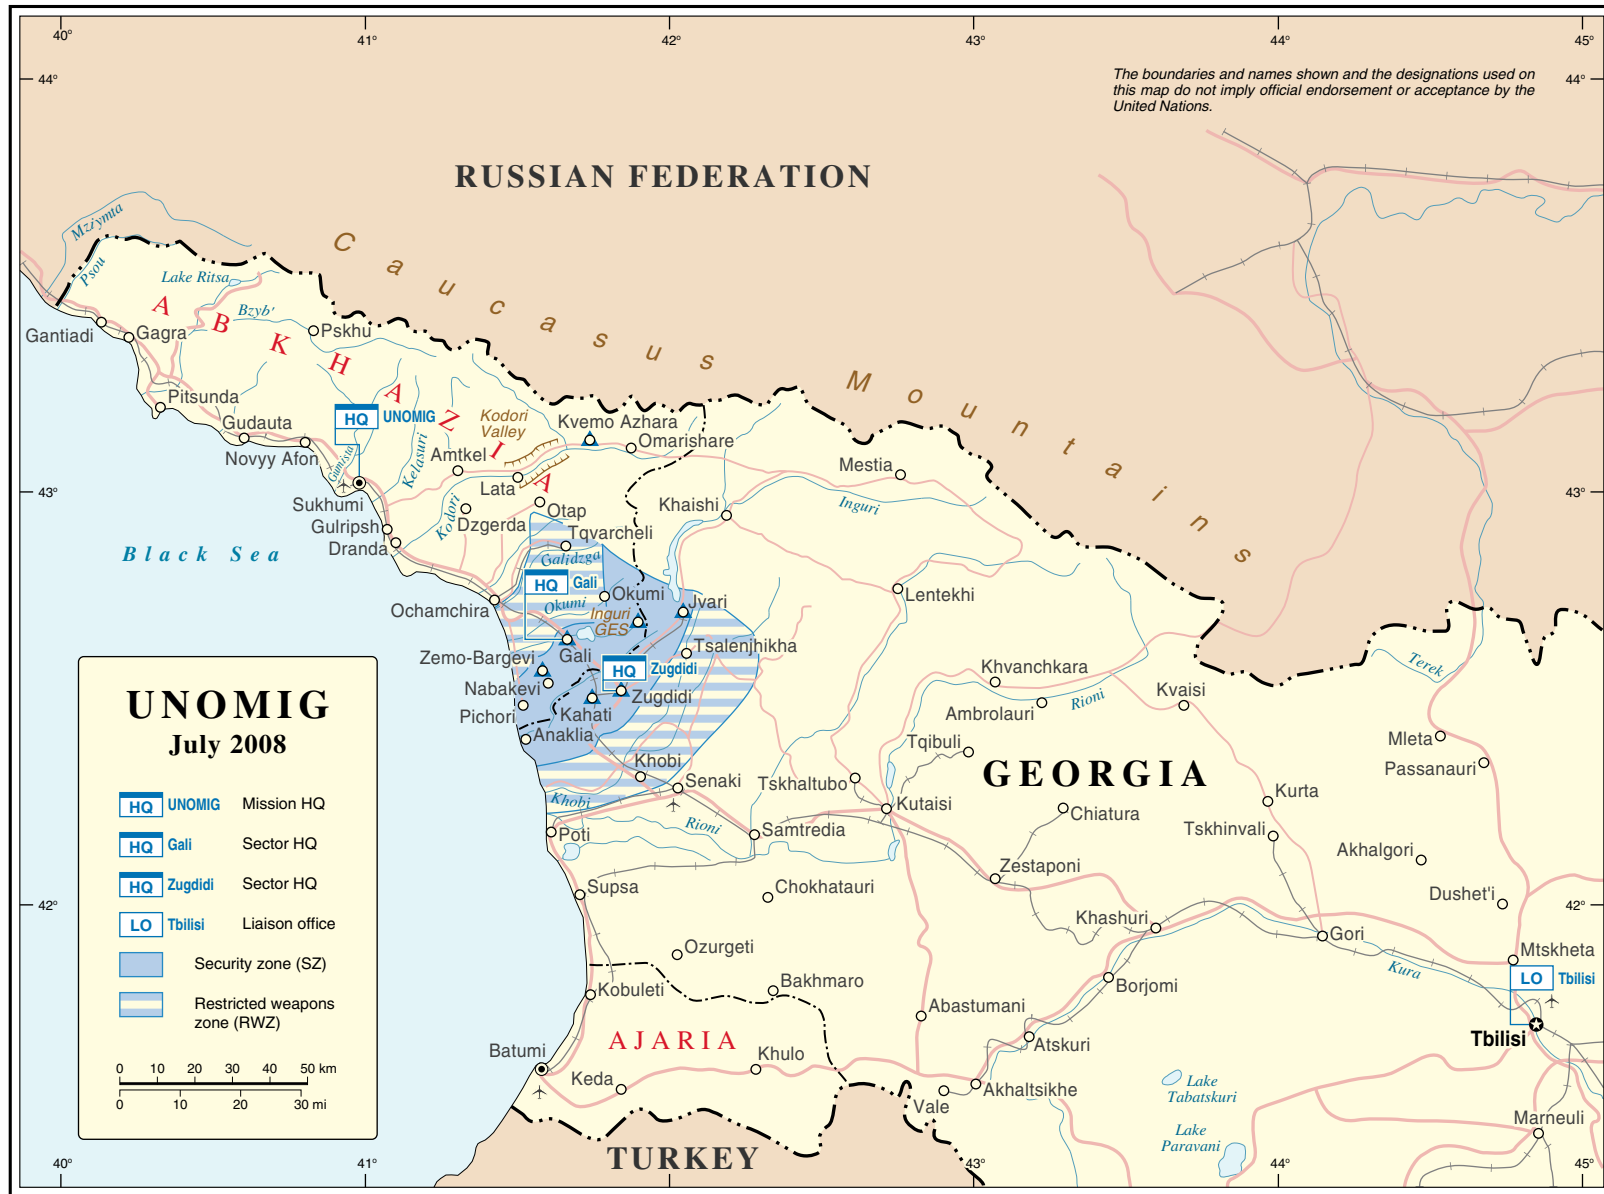 40°
41°
42°
43°
44°
45°
44°
44°
The boundaries and names shown and the designations used on
this map do not imply official endorsement or acceptance by the
United Nations.
RUSSIAN FEDERATION
Caucasus Mountains
Mziymta
Psou
Lake Ritsa
Bzyb'
ABKHAZIA
Gantiadi
Gagra
Pskhu
Pitsunda
Gudauta
Novyy Afon
HQ UNOMIG
Gumista
Kelasuri
Kodori
Valley
Kvemo Azhara
Omarishare
Amtkel
Lata
Mestia
43°
43°
Sukhumi
Gulripsh
Dranda
Kodori
Dzgerda
Otap
Khaishi
Inguri
Black Sea
Tqvarcheli
Galidzga
HQ Gali
Okumi
Okumi
Ochamchira
Inguri
GES
Jvari
Lentekhi
Tsalenjhikha
Zemo-Bargevi
Gali
HQ Zugdidi
Nabakevi
Zugdidi
Pichori
Kahati
Anaklia
Khvanchkara
Rioni
Ambrolauri
Kvaisi
Terek
Tqibuli
Mleta
Passanauri
GEORGIA
Khobi
Senaki
Tskhaltubo
Khobi
Kutaisi
Kurta
Chiatura
Tskhinvali
Poti
Rioni
Samtredia
Akhalgori
Zestaponi
Dushet'i
Supsa
Chokhatauri
42°
42°
Khashuri
Gori
Mtskheta
Ozurgeti
Kura
LO Tbilisi
Borjomi
Bakhmaro
Kobuleti
Abastumani
Tbilisi
AJARIA
Atskuri
Batumi
Khulo
Keda
Akhaltsikhe
Vale
Lake
Tabatskuri
Lake
Paravani
Marneuli
TURKEY
UNOMIG
July 2008
HQ UNOMIG Mission HQ
HQ Gali Sector HQ
HQ Zugdidi Sector HQ
LO Tbilisi Liaison office
Security zone (SZ)
Restricted weapons
zone (RWZ)
0 10 20 30 40 50 km
0 10 20 30 mi
40°
41°
43°
44°
45°